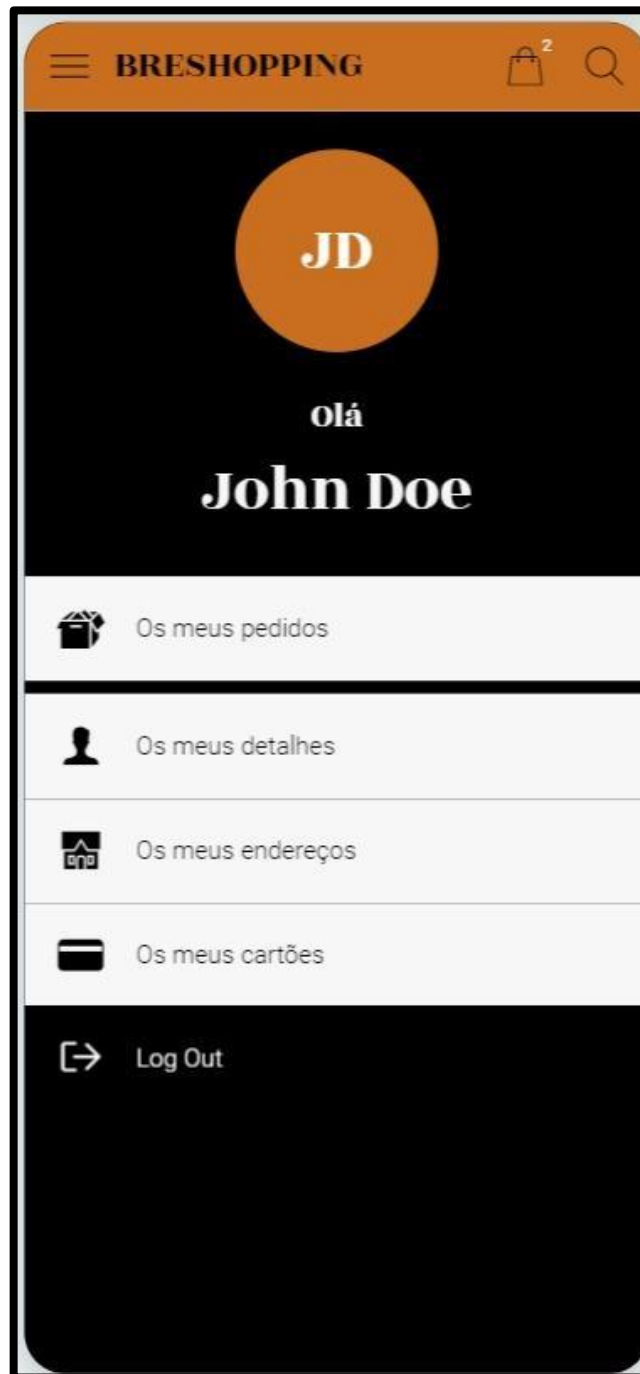 BRESHOPPING 2
JD
Olá
John Doe
Os meus pedidos
Os meus detalhes
Os meus endereços
Os meus cartões
Log Out